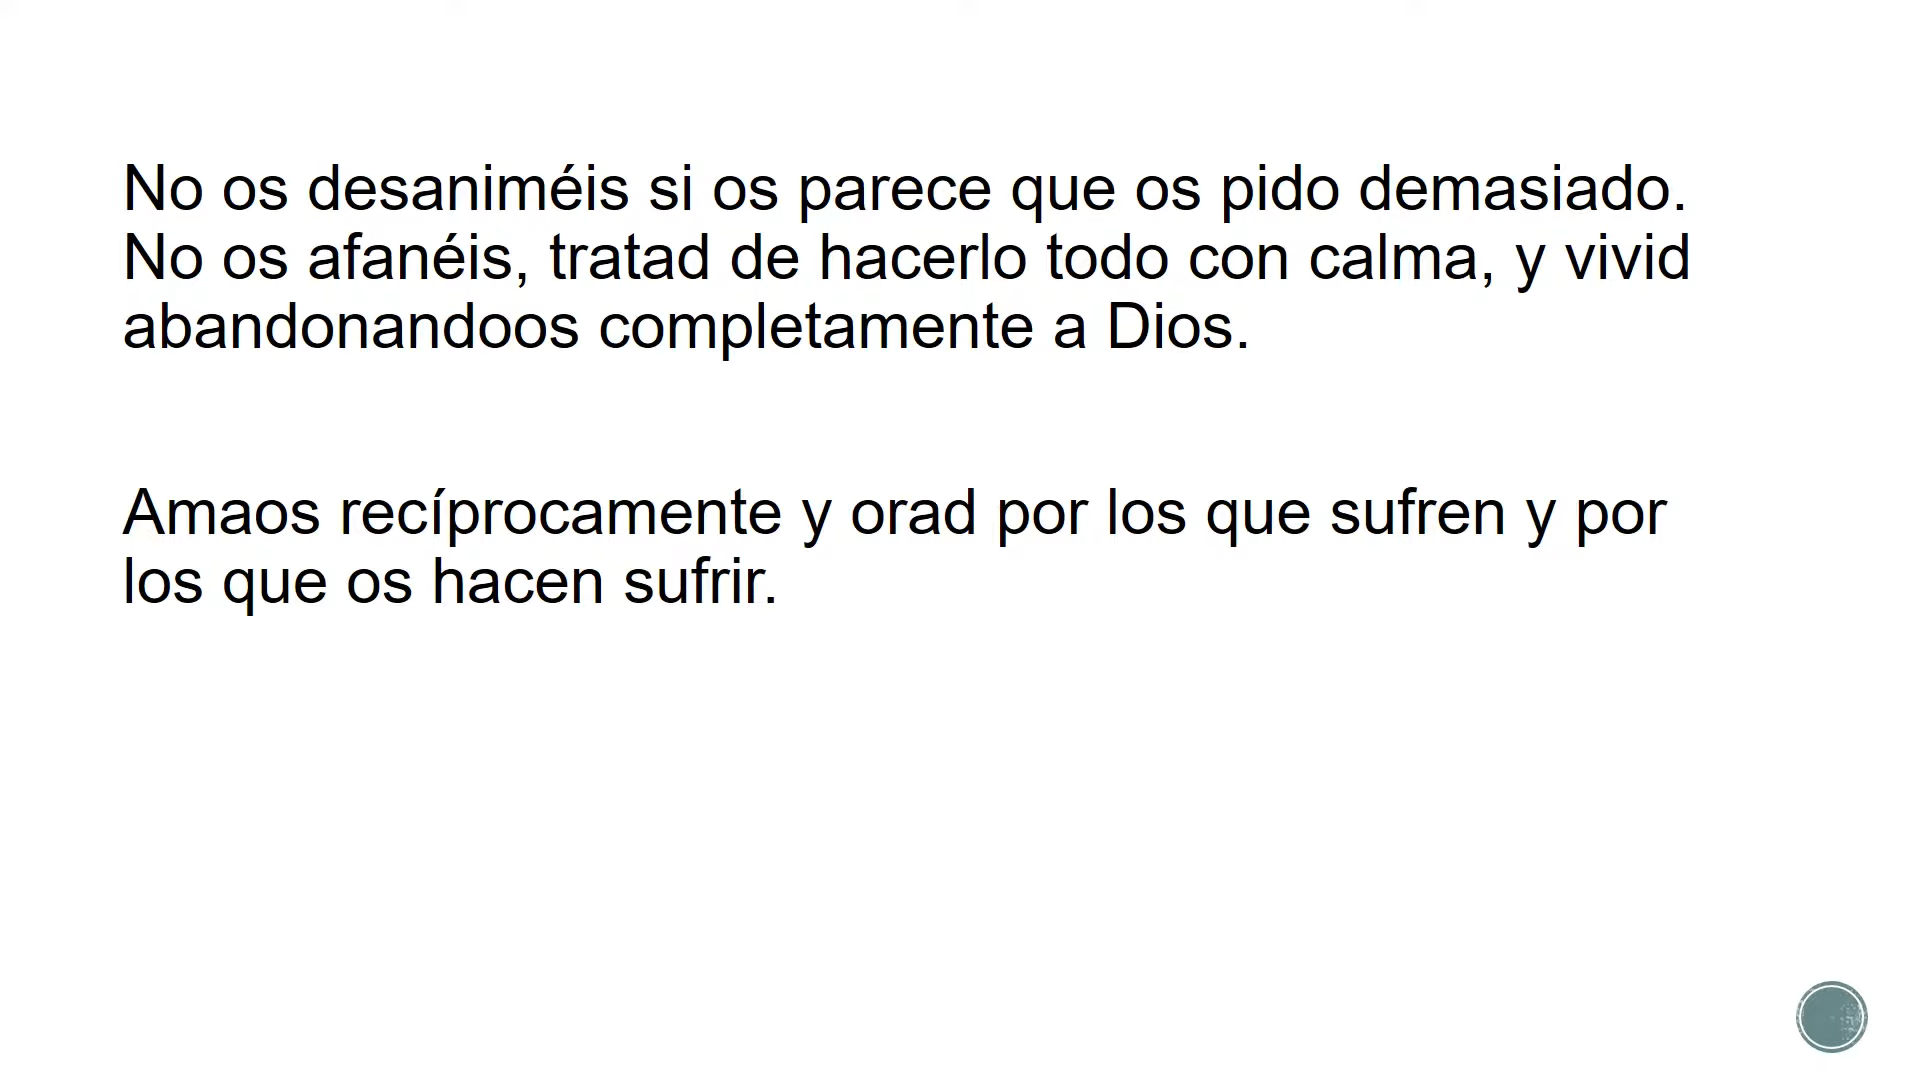 No os desaniméis si os parece que os pido demasiado.
No os afanéis, tratad de hacerlo todo con calma, y vivid
abandonandoos completamente a Dios.
Amaos recíprocamente y orad por los que sufren y por
los que os hacen sufrir.